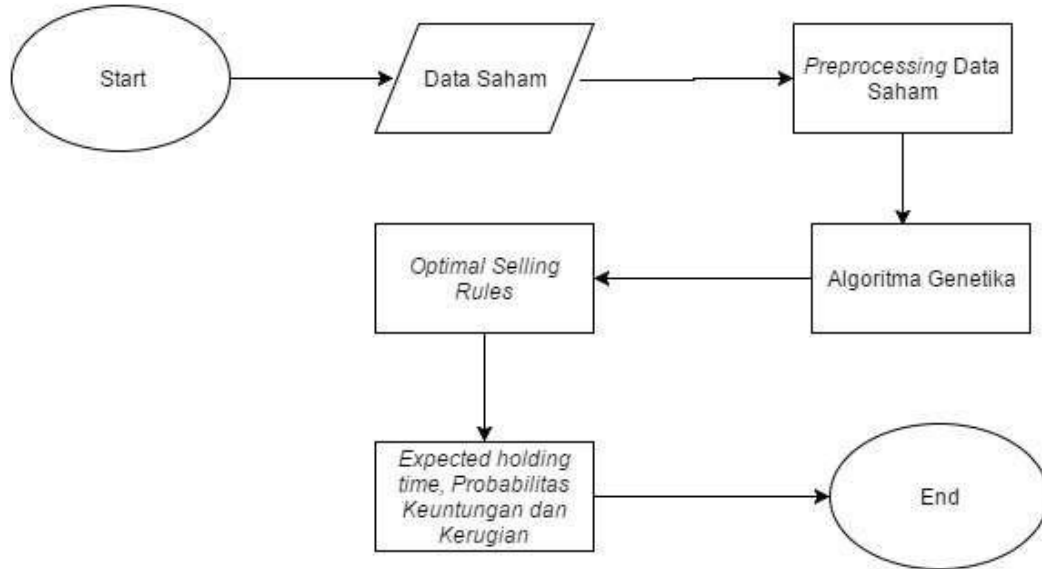 Start
Data Saham
Preprocessing Data
Saham
Algoritma Genetika
Optimal Selling
Rules
Expected holding
time, Probabilitas
Keuntungan dan
Kerugian
End